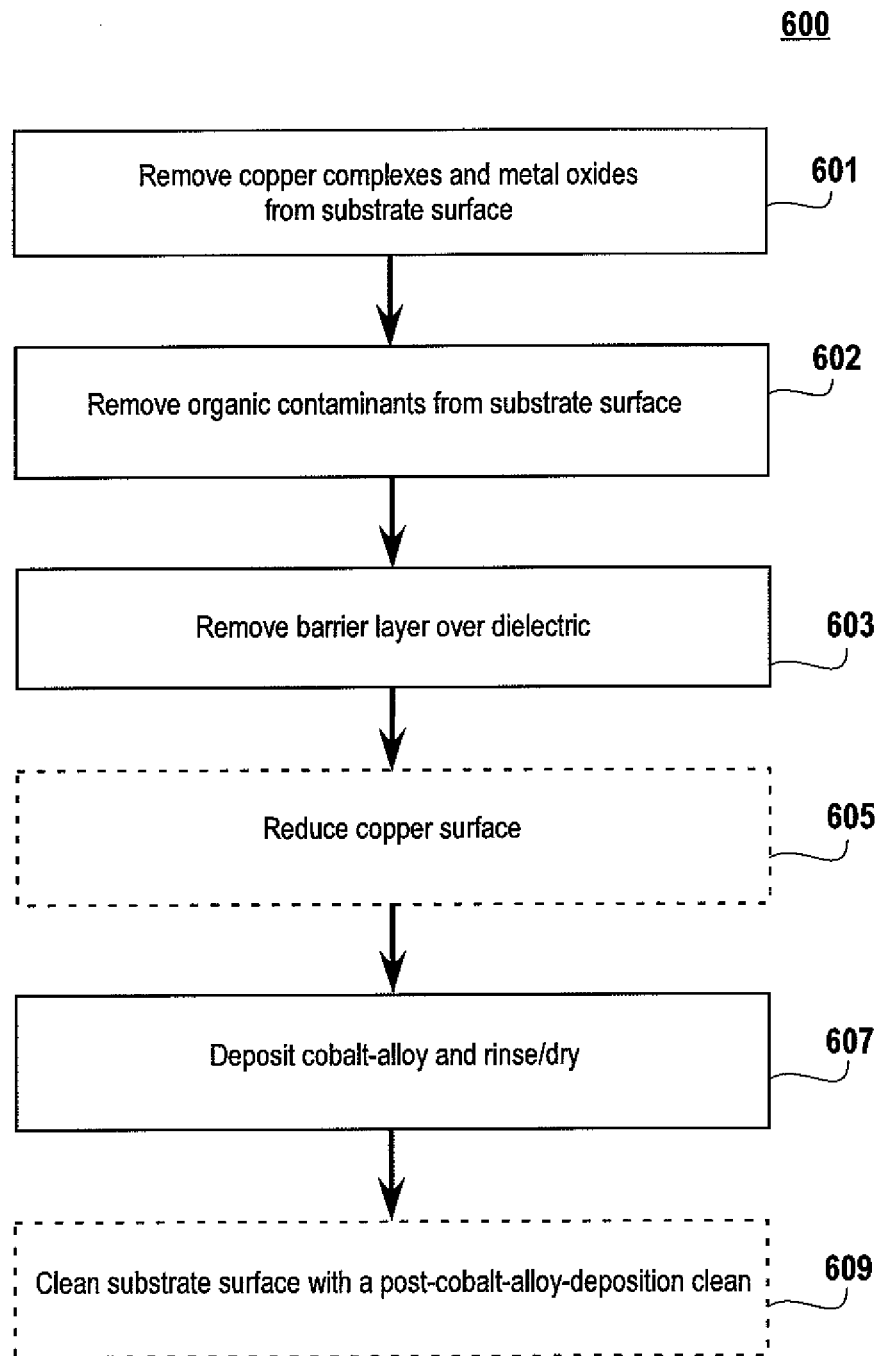 600
Remove copper complexes and metal oxides
from substrate surface
601
Remove organic contaminants from substrate surface
602
Remove barrier layer over dielectric
603
Reduce copper surface
605
Deposit cobalt-alloy and rinse/dry
607
Clean substrate surface with a post-cobalt-alloy-deposition clean
609